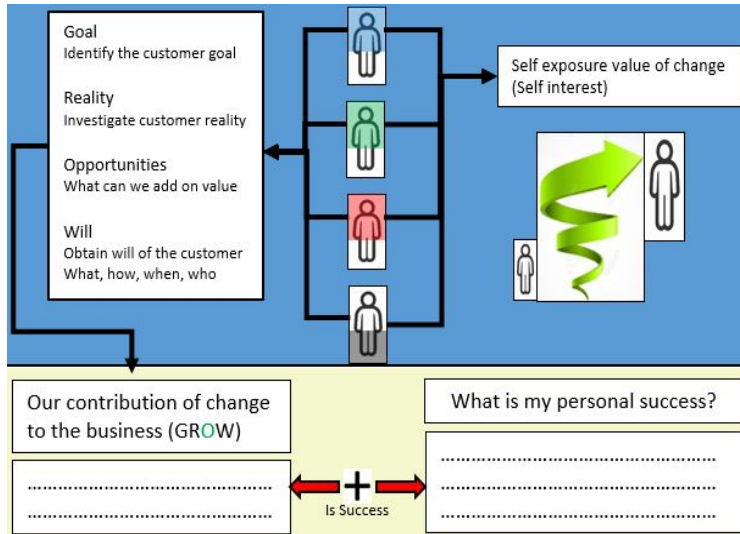 Goal
Identify the customer goal
Reality
Investigate customer reality
Opportunities
What can we add on value
Will
Obtain will of the customer
What, how, when, who
Self exposure value of change
(Self interest)
Our contribution of change
to the business (GROW)
.................................................
.................................................
+
Is Success
What is my personal success?
.......................................................
.......................................................
.......................................................